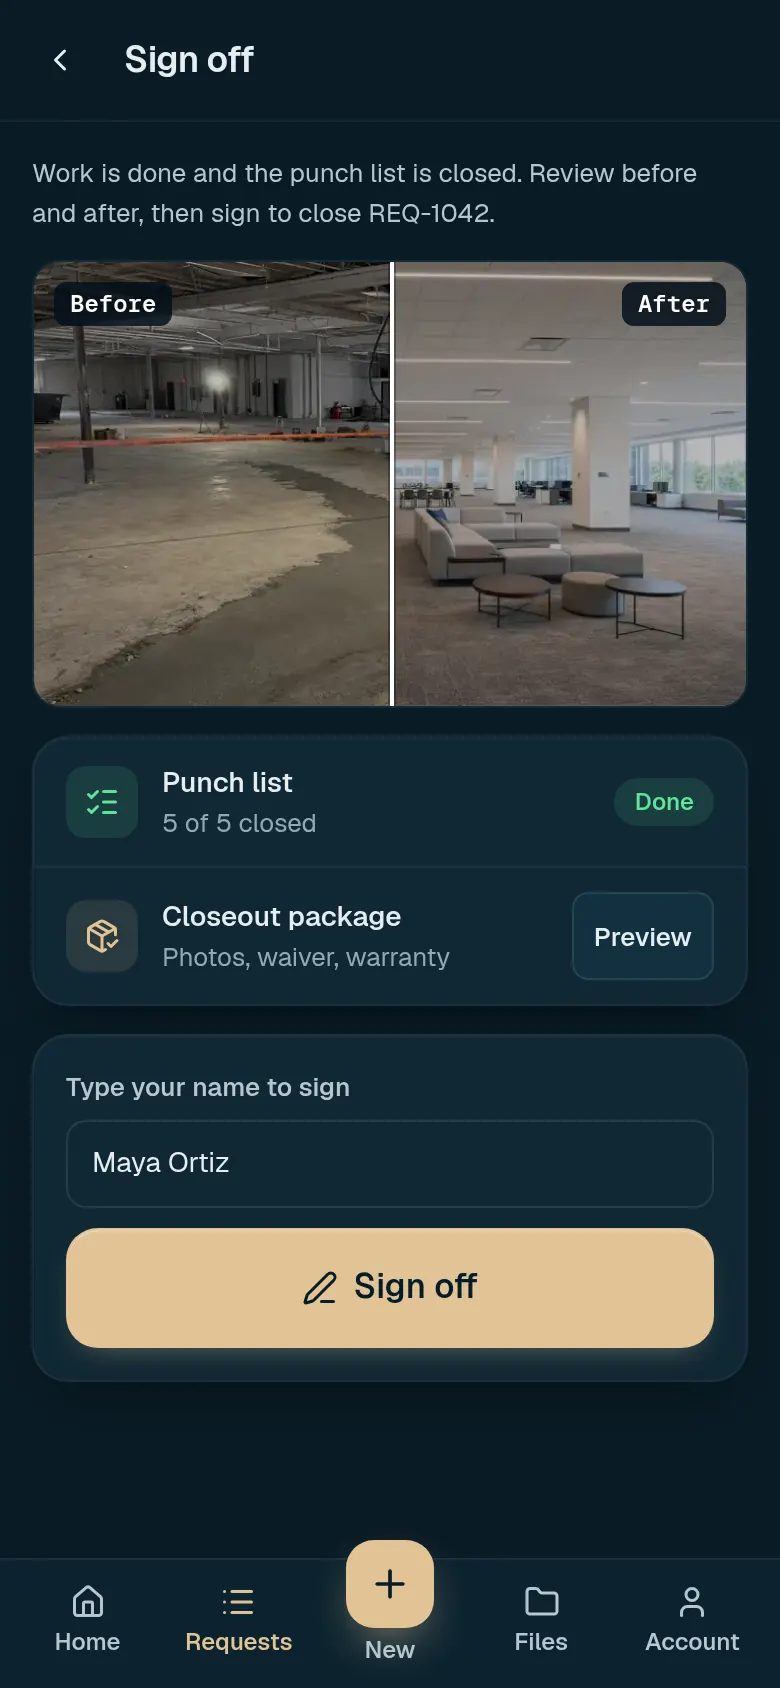 Sign off
Work is done and the punch list is closed. Review before
and after, then sign to close REQ-1042.
Before
After
Punch list
5 of 5 closed
Done
Closeout package
Photos, waiver, warranty
Preview
Type your name to sign
Maya Ortiz
Sign off
Home
Requests
New
Files
Account